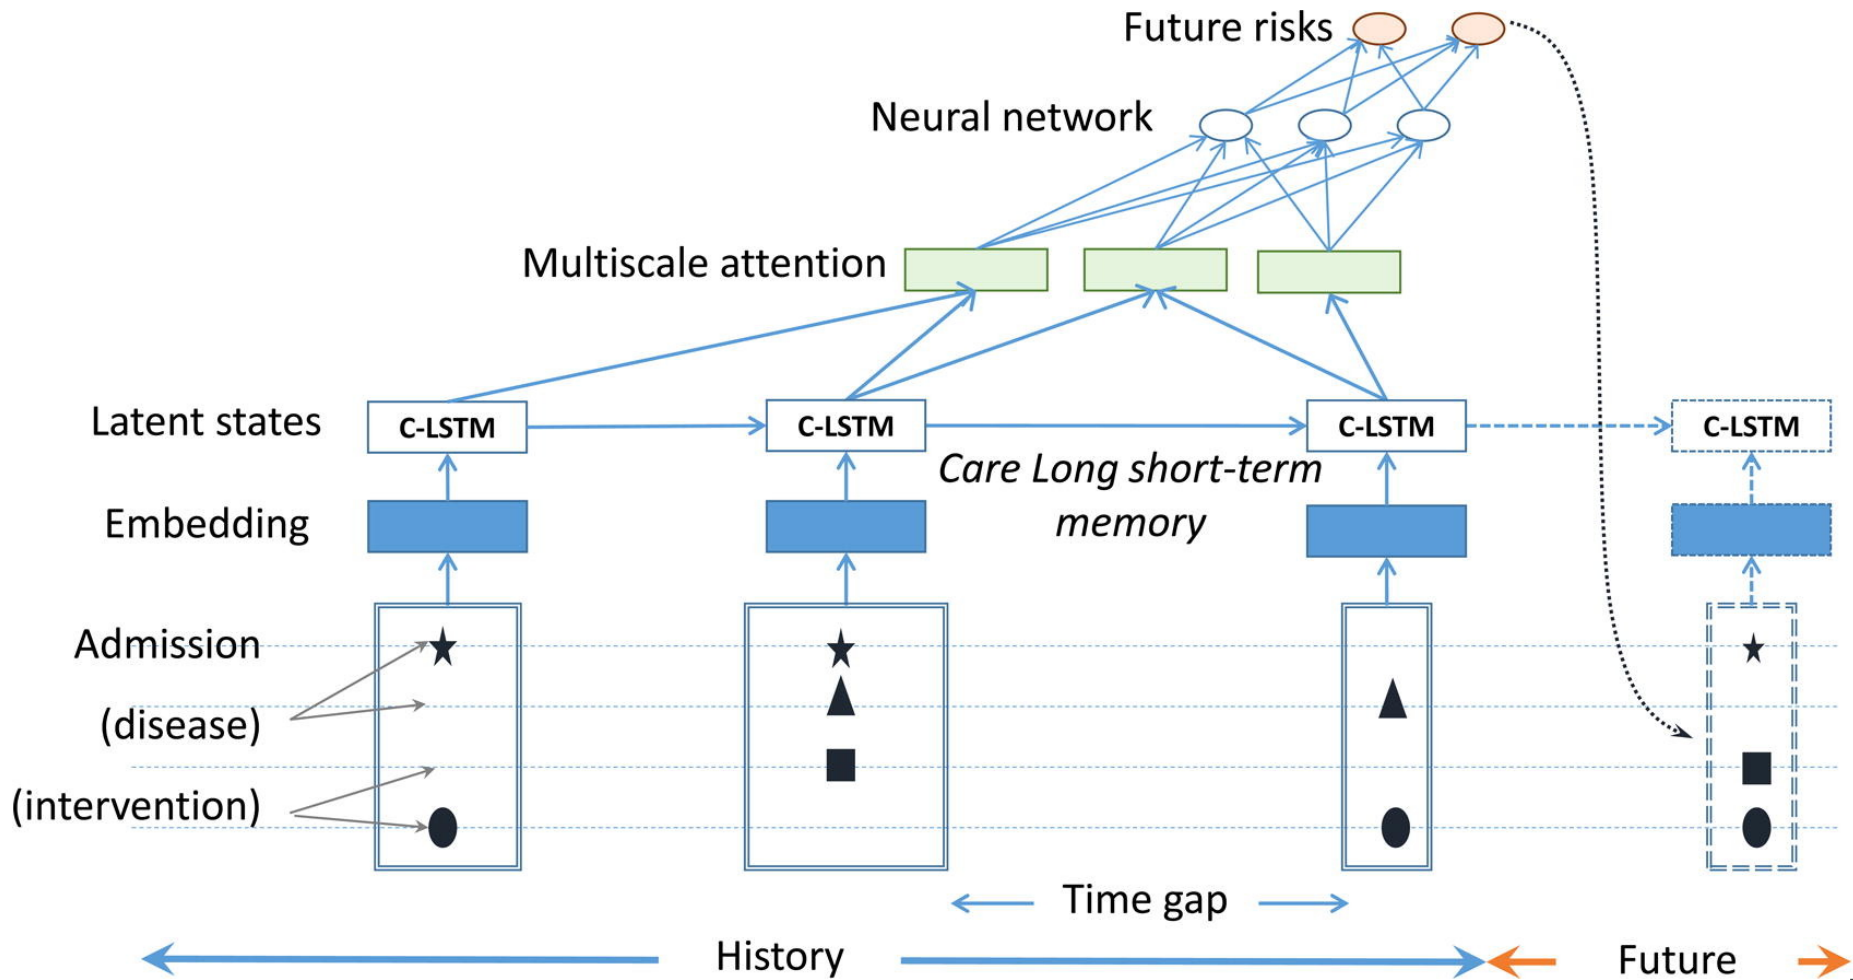 Future risks
Neural network
Multiscale attention
Latent states
C-LSTM
C-LSTM
C-LSTM
C-LSTM
Care Long short-term
memory
Embedding
Admission
(disease)
(intervention)
Time gap
History
Future